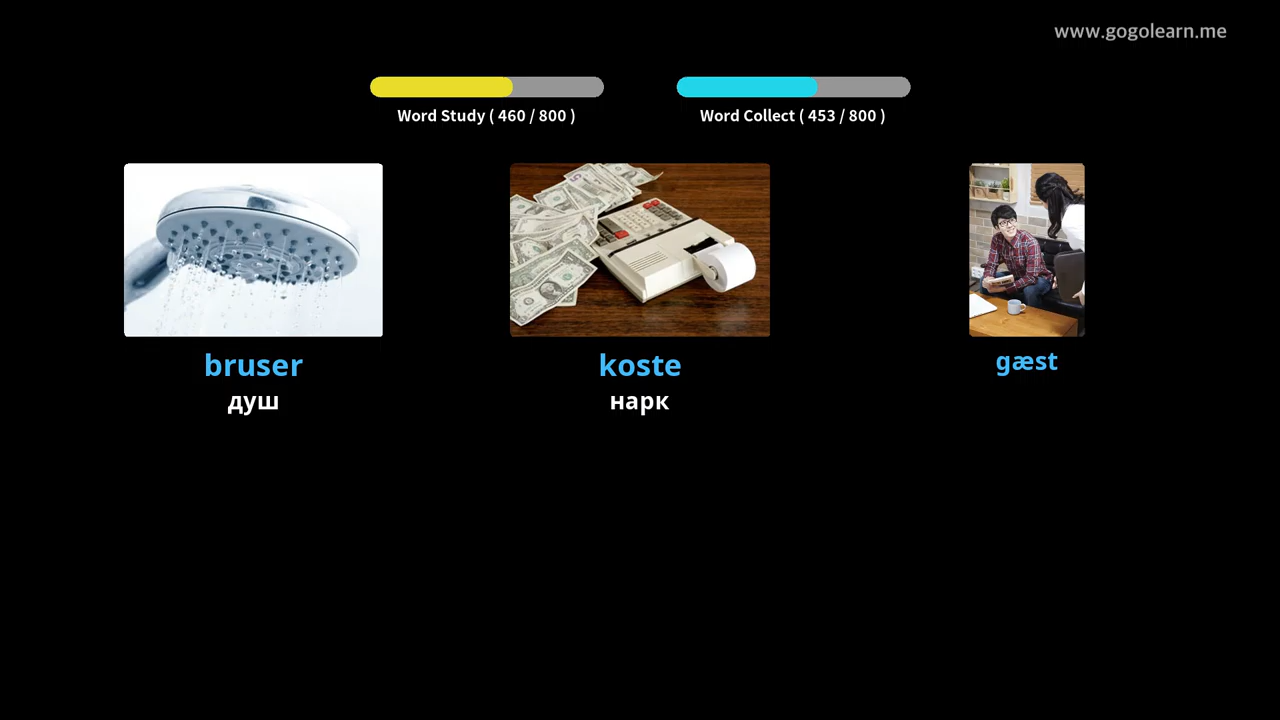 www.gogolearn.me
Word Study ( 460 / 800 )
Word Collect ( 453 / 800 )
bruser
душ
koste
нарк
gæst